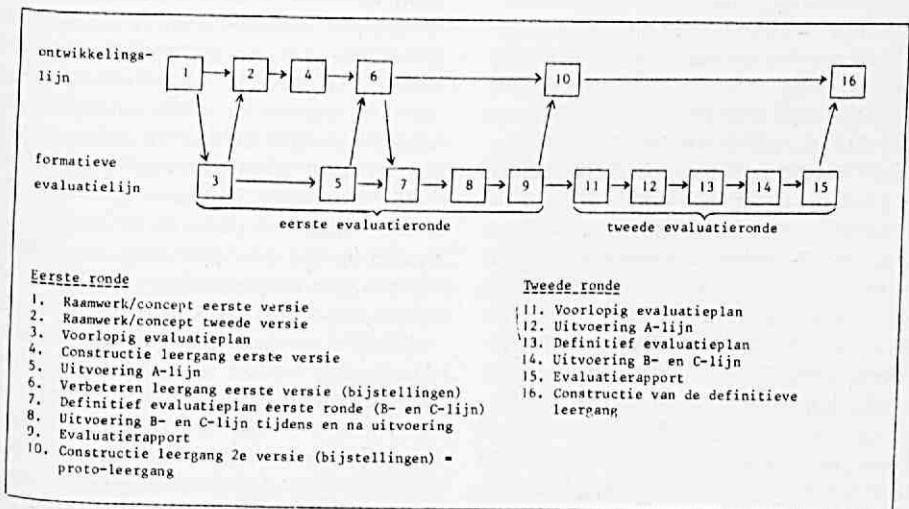 ontwikkelings-
lijn
1 2 4 6 10 16
formatieve
evaluatielijn
3 5 7 8 9 11 12 13 14 15
eerste evaluatieronde tweede evaluatieronde
Eerste ronde
1. Raamwerk/concept eerste versie
2. Raamwerk/concept tweede versie
3. Voorlopig evaluatieplan
4. Constructie leergang eerste versie
5. Uitvoering A-lijn
6. Verbeteren leergang eerste versie (bijstellingen)
7. Definitief evaluatieplan eerste ronde (B- en C-lijn)
8. Uitvoering B- en C-lijn tijdens en na uitvoering
9. Evaluatierapport
10. Constructie leergang 2e versie (bijstellingen) =
proto-leergang
Tweede ronde
11. Voorlopig evaluatieplan
12. Uitvoering A-lijn
13. Definitief evaluatieplan
14. Uitvoering B- en C-lijn
15. Evaluatierapport
16. Constructie van de definitieve
leergang